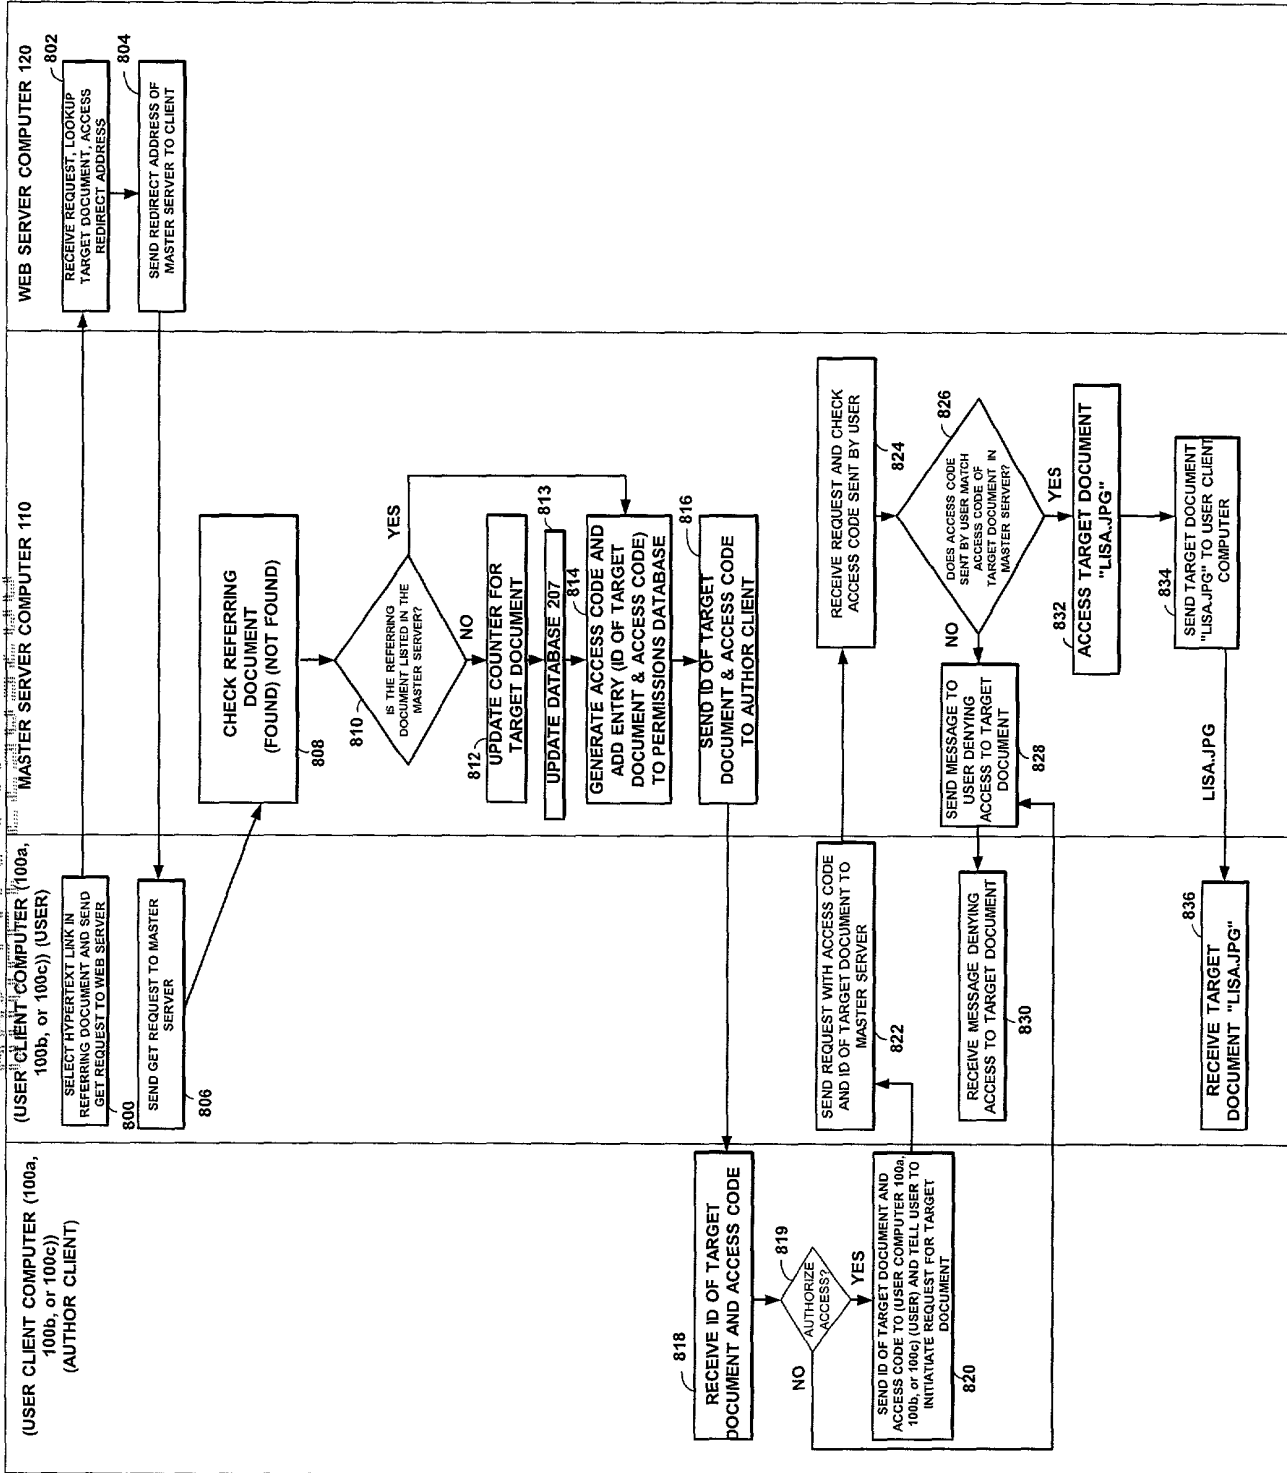 (USER CLIENT COMPUTER (100a,
100b, or 100c))
(AUTHOR CLIENT)
(USER CLIENT COMPUTER (100a,
100b, or 100c)) (USER)
MASTER SERVER COMPUTER 110
WEB SERVER COMPUTER 120
SELECT HYPERTEXT LINK IN
REFERRING DOCUMENT AND SEND
GET REQUEST TO WEB SERVER
800
RECEIVE REQUEST, LOOKUP
TARGET DOCUMENT, ACCESS
REDIRECT ADDRESS
802
SEND REDIRECT ADDRESS OF
MASTER SERVER TO CLIENT
804
SEND GET REQUEST TO MASTER
SERVER
806
CHECK REFERRING
DOCUMENT
(FOUND) (NOT FOUND)
808
IS THE REFERRING
DOCUMENT LISTED IN THE
MASTER SERVER?
810
YES
NO
812
UPDATE COUNTER FOR
TARGET DOCUMENT
UPDATE DATABASE 207
813
814
GENERATE ACCESS CODE AND
ADD ENTRY (ID OF TARGET
DOCUMENT & ACCESS CODE)
TO PERMISSIONS DATABASE
816
SEND ID OF TARGET
DOCUMENT & ACCESS CODE
TO AUTHOR CLIENT
818
RECEIVE ID OF TARGET
DOCUMENT AND ACCESS CODE
AUTHORIZE
ACCESS?
819
NO
YES
SEND ID OF TARGET DOCUMENT AND
ACCESS CODE TO (USER COMPUTER 100a,
100b, or 100c) (USER) AND TELL USER TO
INITIATIATE REQUEST FOR TARGET
DOCUMENT
820
SEND REQUEST WITH ACCESS CODE
AND ID OF TARGET DOCUMENT TO
MASTER SERVER
822
RECEIVE REQUEST AND CHECK
ACCESS CODE SENT BY USER
824
DOES ACCESS CODE
SENT BY USER MATCH
ACCESS CODE OF
TARGET DOCUMENT IN
MASTER SERVER?
826
NO
YES
SEND MESSAGE TO
USER DENYING
ACCESS TO TARGET
DOCUMENT
828
RECEIVE MESSAGE DENYING
ACCESS TO TARGET DOCUMENT
830
832
ACCESS TARGET DOCUMENT
"LISA.JPG"
834
SEND TARGET DOCUMENT
"LISA.JPG" TO USER CLIENT
COMPUTER
LISA.JPG
RECEIVE TARGET
DOCUMENT "LISA.JPG"
836